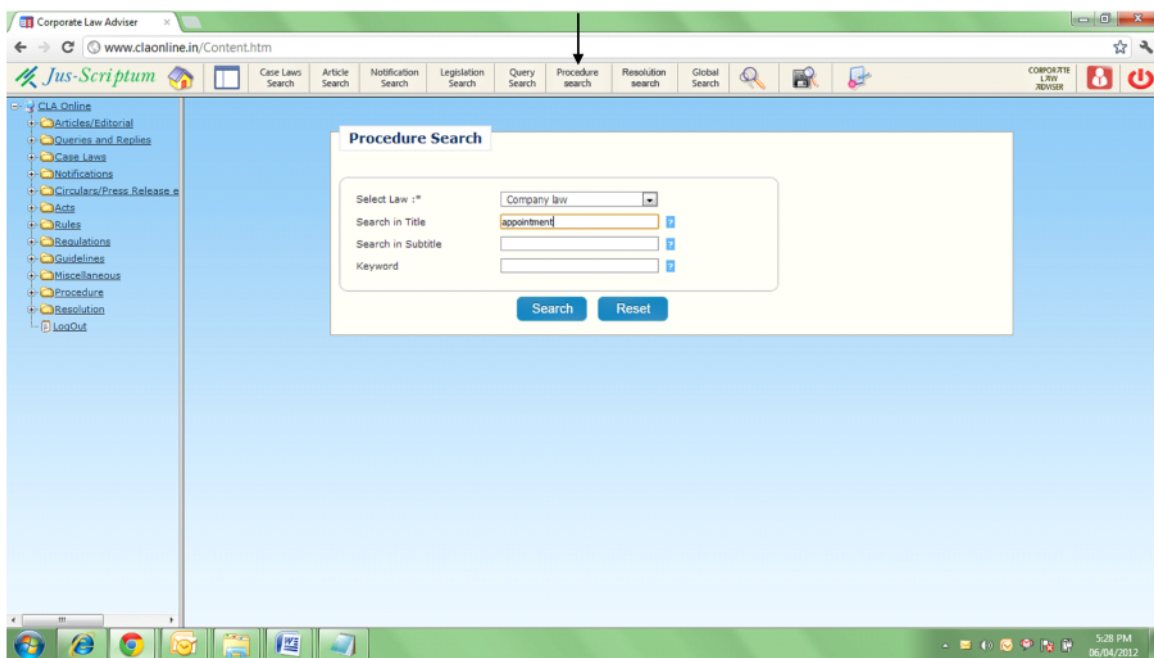 Corporate Law Adviser
www.claonline.in/Content.htm
Jus-Scriptum
Case Laws Search
Article Search
Notification Search
Legislation Search
Query Search
Procedure search
Resolution search
Global Search
CORPORATE LAW ADVISER
CLA Online
Articles/Editorial
Queries and Replies
Case Laws
Notifications
Circulars/Press Release e
Acts
Rules
Regulations
Guidelines
Miscellaneous
Procedure
Resolution
LogOut
Procedure Search
Select Law :* Company law
Search in Title appointment ?
Search in Subtitle ?
Keyword ?
Search Reset
5:28 PM
06/04/2012